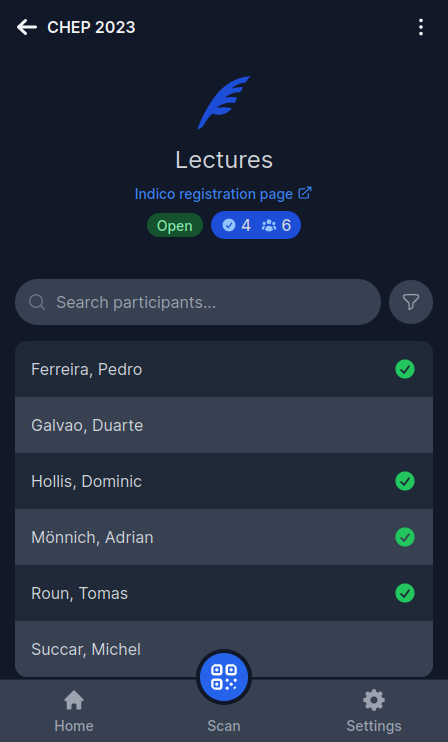 CHEP 2023
Lectures
Indico registration page
Open 4 6
Search participants...
Ferreira, Pedro
Galvao, Duarte
Hollis, Dominic
Mönnich, Adrian
Roun, Tomas
Succar, Michel
Home Scan Settings